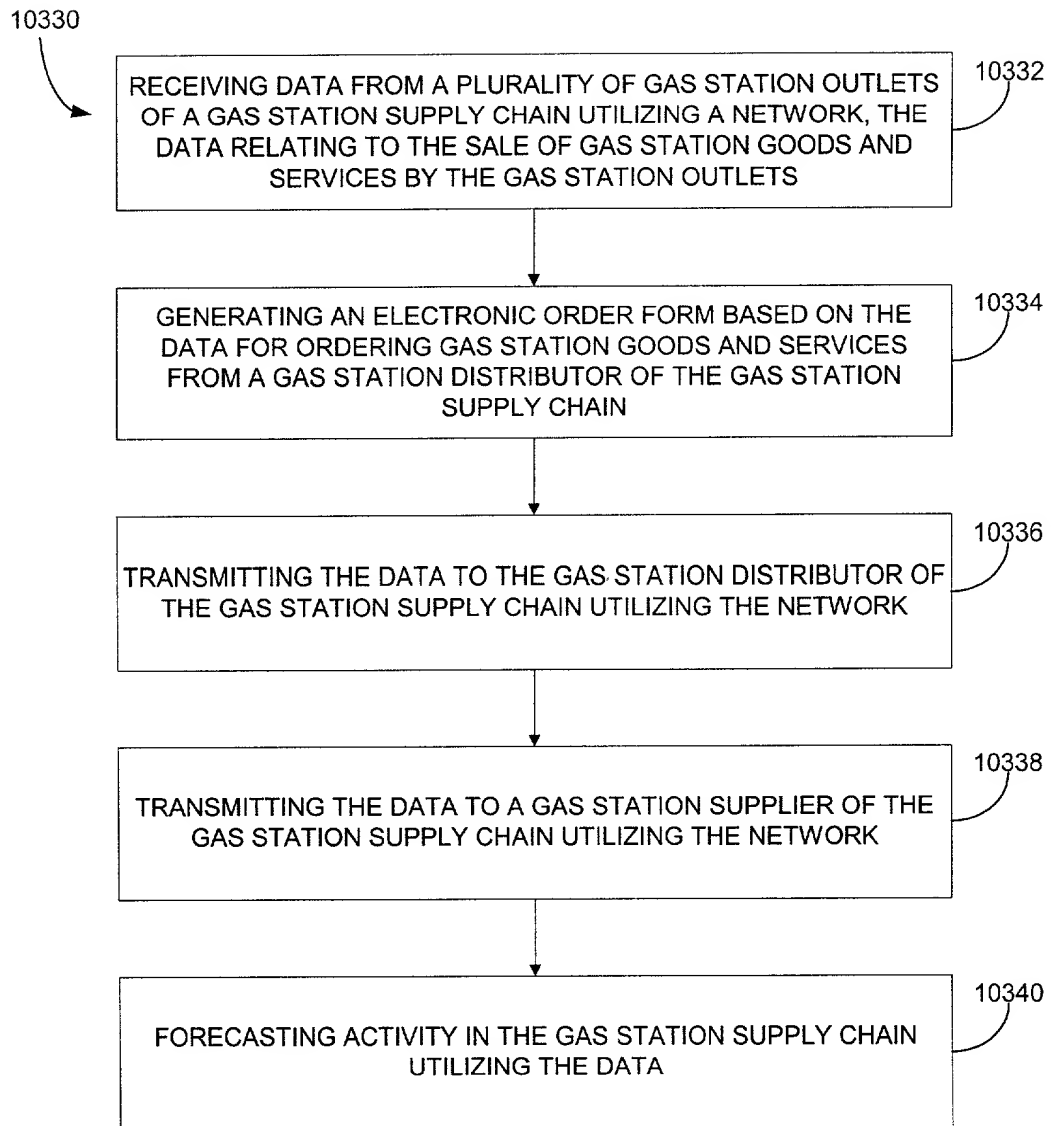 10330
RECEIVING DATA FROM A PLURALITY OF GAS STATION OUTLETS
OF A GAS STATION SUPPLY CHAIN UTILIZING A NETWORK, THE
DATA RELATING TO THE SALE OF GAS STATION GOODS AND
SERVICES BY THE GAS STATION OUTLETS
10332
GENERATING AN ELECTRONIC ORDER FORM BASED ON THE
DATA FOR ORDERING GAS STATION GOODS AND SERVICES
FROM A GAS STATION DISTRIBUTOR OF THE GAS STATION
SUPPLY CHAIN
10334
TRANSMITTING THE DATA TO THE GAS STATION DISTRIBUTOR OF
THE GAS STATION SUPPLY CHAIN UTILIZING THE NETWORK
10336
TRANSMITTING THE DATA TO A GAS STATION SUPPLIER OF THE
GAS STATION SUPPLY CHAIN UTILIZING THE NETWORK
10338
FORECASTING ACTIVITY IN THE GAS STATION SUPPLY CHAIN
UTILIZING THE DATA
10340